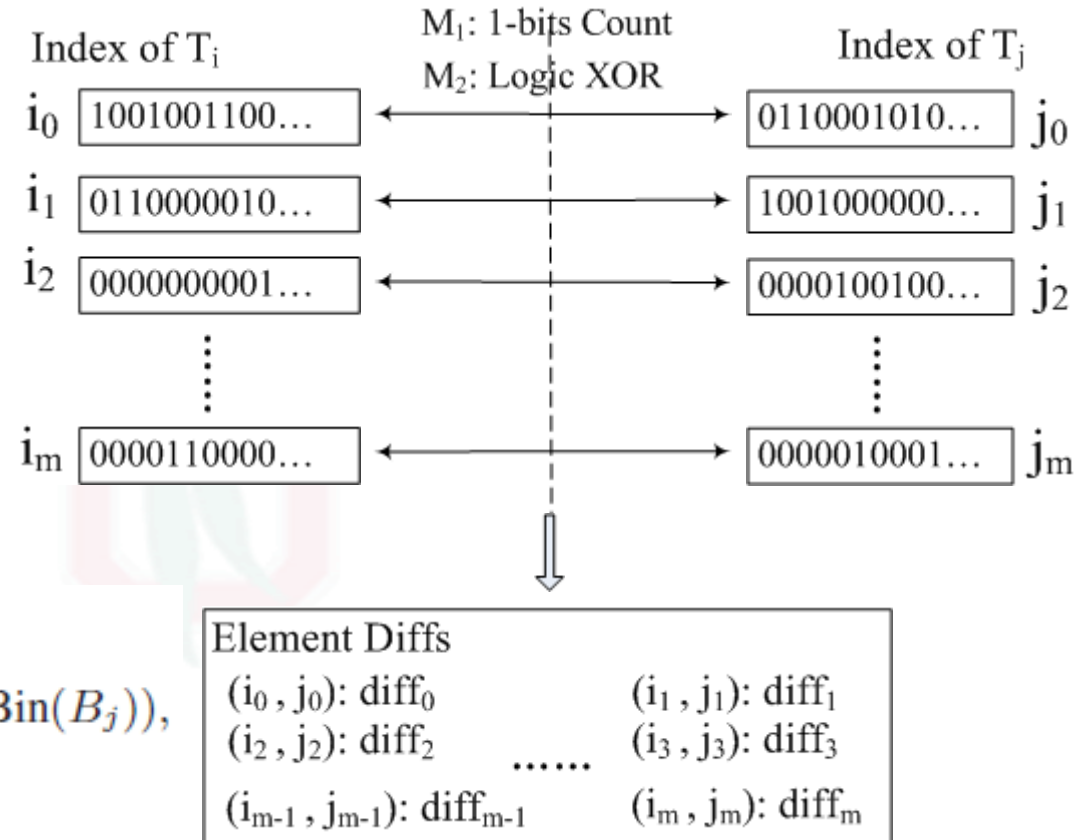 M₁: 1-bits Count
Index of Tᵢ
Index of Tⱼ
M₂: Logic XOR
i₀ 1001001100... 0110001010... j₀
i₁ 0110000010... 1001000000... j₁
i₂ 0000000001... 0000100100... j₂
iₘ 0000110000... 0000010001... jₘ
Element Diffs
(i₀ , j₀): diff₀ (i₁ , j₁): diff₁
Bin(Bⱼ)),
(i₂ , j₂): diff₂ ...... (i₃ , j₃): diff₃
(iₘ₋₁ , jₘ₋₁): diffₘ₋₁ (iₘ , jₘ): diffₘ